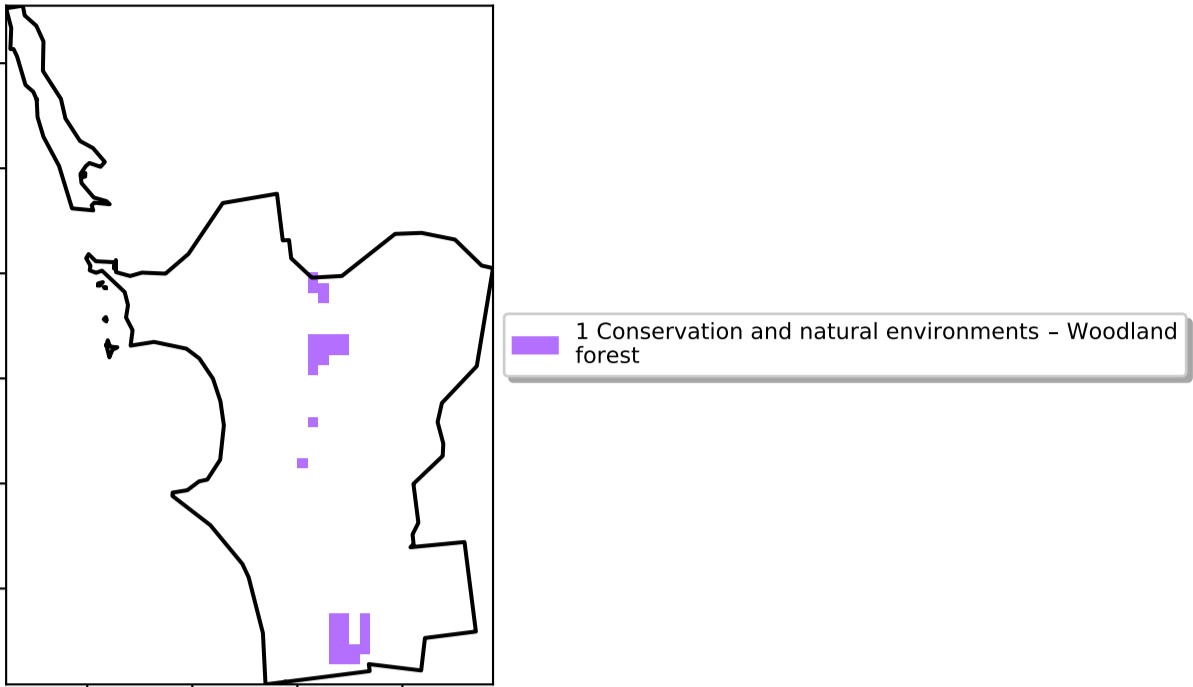 1 Conservation and natural environments – Woodland
forest